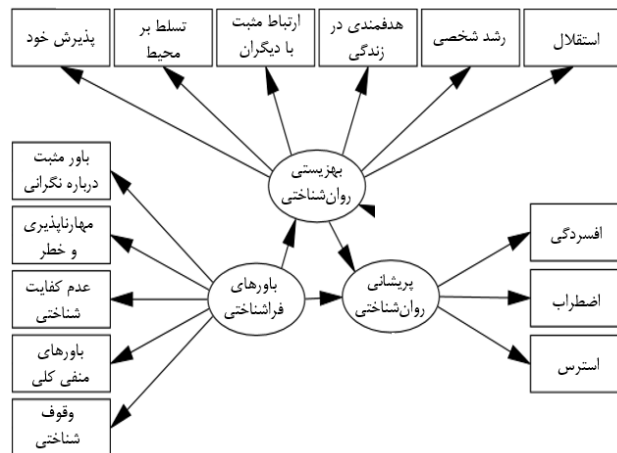 استقلال
رشد شخصی
هدفمندی در
زندگی
ارتباط مثبت
با دیگران
تسلط بر
محیط
پذیرش خود
بهزیستی
روان‌شناختی
باور مثبت
درباره نگرانی
مهارناپذیری
و خطر
عدم کفایت
شناختی
باورهای
منفی کلی
وقوف
شناختی
باورهای
فراشناختی
پریشانی
روان‌شناختی
افسردگی
اضطراب
استرس